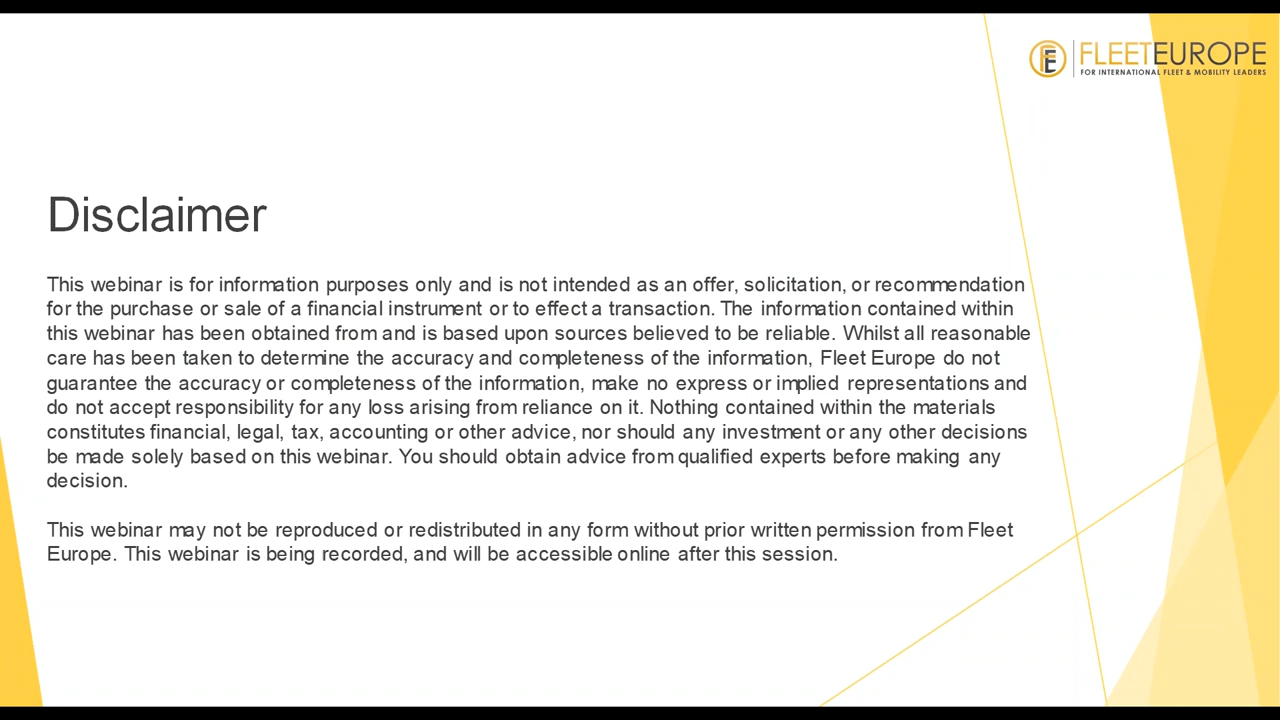 FLEETEUROPE
FOR INTERNATIONAL FLEET & MOBILITY LEADERS
Disclaimer
This webinar is for information purposes only and is not intended as an offer, solicitation, or recommendation
for the purchase or sale of a financial instrument or to effect a transaction. The information contained within
this webinar has been obtained from and is based upon sources believed to be reliable. Whilst all reasonable
care has been taken to determine the accuracy and completeness of the information, Fleet Europe do not
guarantee the accuracy or completeness of the information, make no express or implied representations and
do not accept responsibility for any loss arising from reliance on it. Nothing contained within the materials
constitutes financial, legal, tax, accounting or other advice, nor should any investment or any other decisions
be made solely based on this webinar. You should obtain advice from qualified experts before making any
decision.
This webinar may not be reproduced or redistributed in any form without prior written permission from Fleet
Europe. This webinar is being recorded, and will be accessible online after this session.